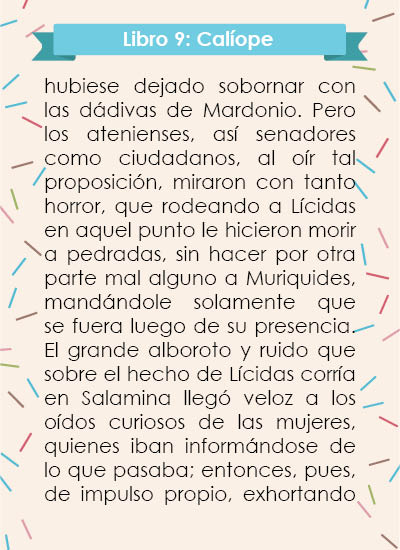 Libro 9: Calíope
hubiese dejado sobornar con
las dádivas de Mardonio. Pero
los atenienses, así senadores
como ciudadanos, al oír tal
proposición, miraron con tanto
horror, que rodeando a Lícidas
en aquel punto le hicieron morir
a pedradas, sin hacer por otra
parte mal alguno a Muriquides,
mandándole solamente que
se fuera luego de su presencia.
El grande alboroto y ruido que
sobre el hecho de Lícidas corría
en Salamina llegó veloz a los
oídos curiosos de las mujeres,
quienes iban informándose de
lo que pasaba; entonces, pues,
de impulso propio, exhortando